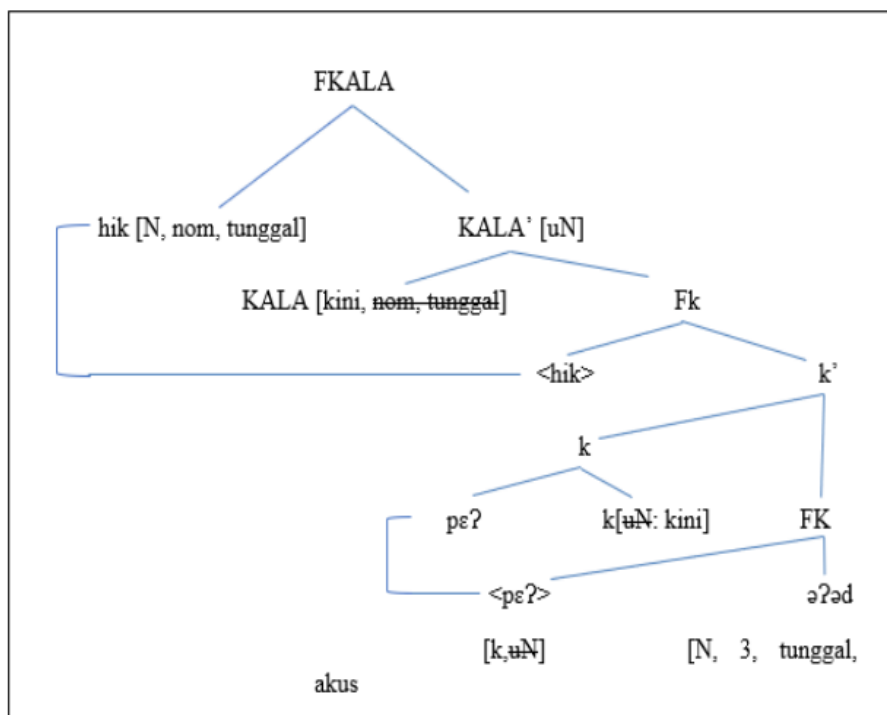 FKALA
hik [N, nom, tunggal] KALA’ [uN]
KALA [kini, nom, tunggal] Fk
<hik> k’
k
pɛʔ k[uN: kini] FK
<pɛʔ> əʔəd
[k,uN] [N, 3, tunggal,
akus